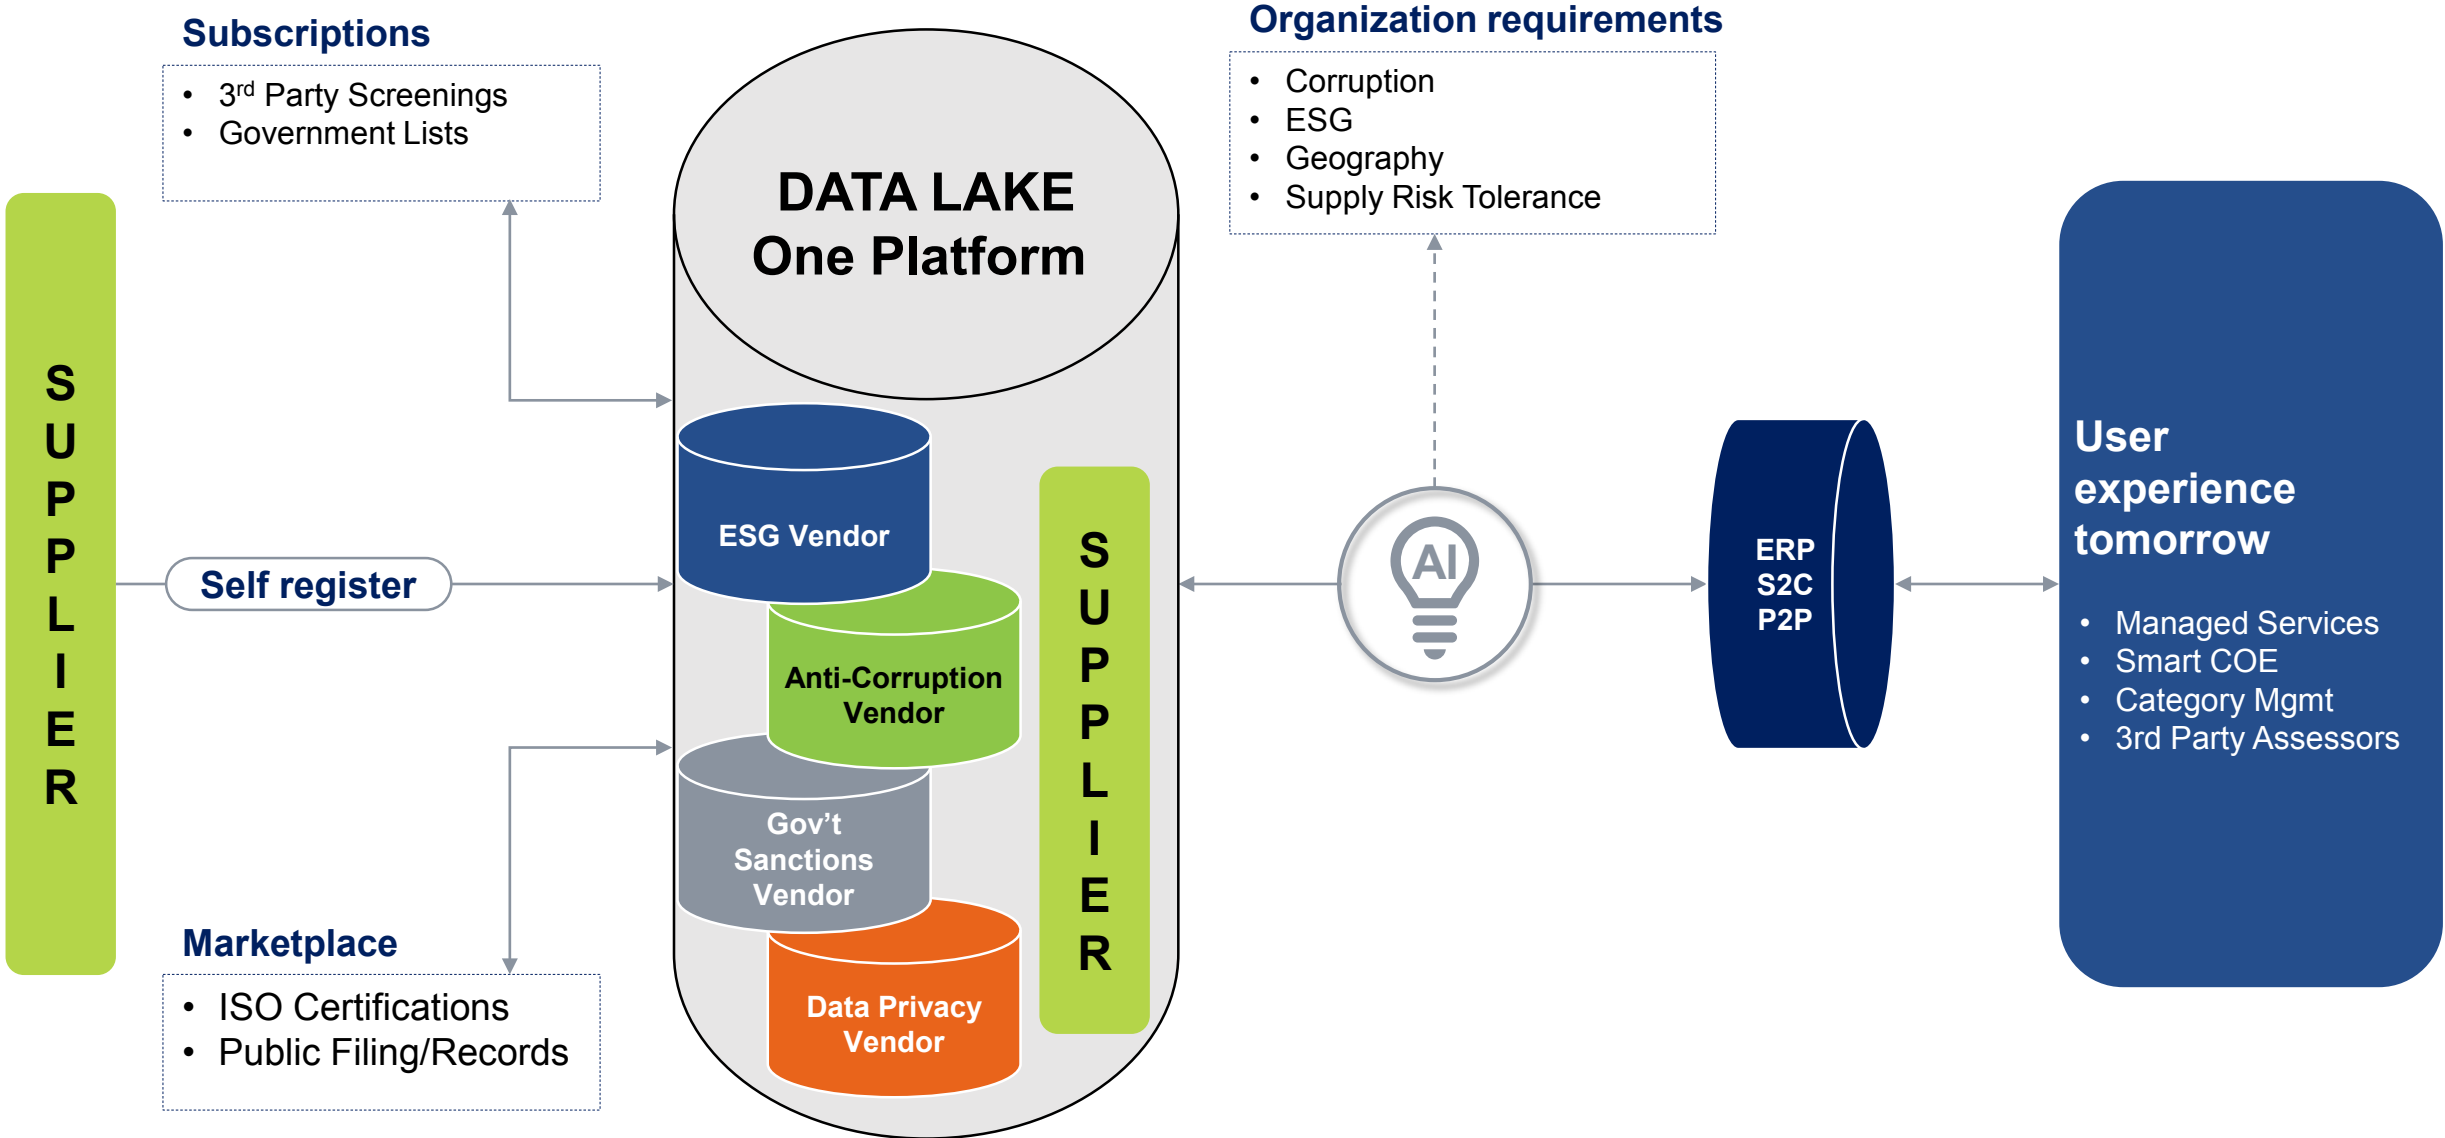 Subscriptions
• 3rd Party Screenings
• Government Lists
SUPPLIER
Self register
Marketplace
• ISO Certifications
• Public Filing/Records
DATA LAKE
One Platform
ESG Vendor
Anti-Corruption
Vendor
Gov’t
Sanctions
Vendor
Data Privacy
Vendor
SUPPLIER
Organization requirements
• Corruption
• ESG
• Geography
• Supply Risk Tolerance
AI
ERP
S2C
P2P
User
experience
tomorrow
• Managed Services
• Smart COE
• Category Mgmt
• 3rd Party Assessors